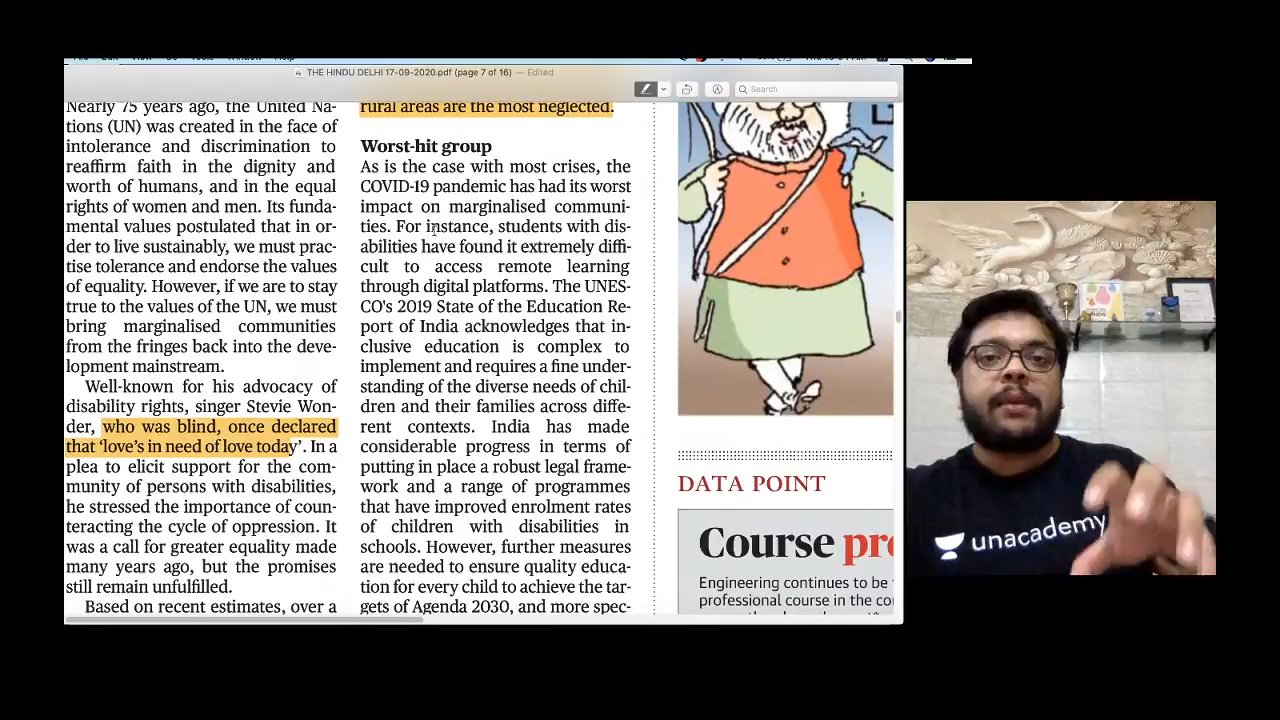 THE HINDU DELHI 17-09-2020.pdf (page 7 of 16) — Edited
Search
Nearly 75 years ago, the United Na-
tions (UN) was created in the face of
intolerance and discrimination to
reaffirm faith in the dignity and
worth of humans, and in the equal
rights of women and men. Its funda-
mental values postulated that in or-
der to live sustainably, we must prac-
tise tolerance and endorse the values
of equality. However, if we are to stay
true to the values of the UN, we must
bring marginalised communities
from the fringes back into the deve-
lopment mainstream.
Well-known for his advocacy of
disability rights, singer Stevie Won-
der, who was blind, once declared
that ‘love’s in need of love today’. In a
plea to elicit support for the com-
munity of persons with disabilities,
he stressed the importance of coun-
teracting the cycle of oppression. It
was a call for greater equality made
many years ago, but the promises
still remain unfulfilled.
Based on recent estimates, over a
rural areas are the most neglected.
Worst-hit group
As is the case with most crises, the
COVID-19 pandemic has had its worst
impact on marginalised communi-
ties. For instance, students with dis-
abilities have found it extremely diffi-
cult to access remote learning
through digital platforms. The UNES-
CO's 2019 State of the Education Re-
port of India acknowledges that in-
clusive education is complex to
implement and requires a fine under-
standing of the diverse needs of chil-
dren and their families across diffe-
rent contexts. India has made
considerable progress in terms of
putting in place a robust legal frame-
work and a range of programmes
that have improved enrolment rates
of children with disabilities in
schools. However, further measures
are needed to ensure quality educa-
tion for every child to achieve the tar-
gets of Agenda 2030, and more spec-
DATA POINT
Course pr
Engineering continues to be
professional course in the co
unacademy